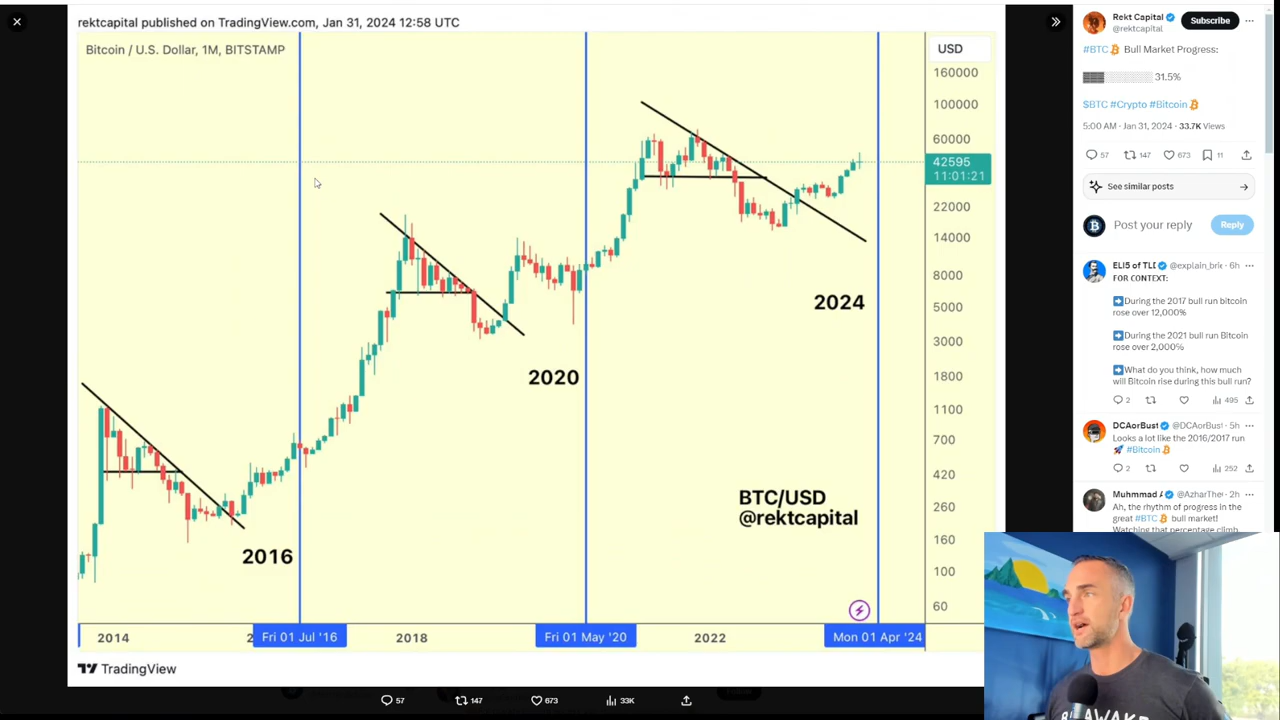 rektcapital published on TradingView.com, Jan 31, 2024 12:58 UTC
Bitcoin / U.S. Dollar, 1M, BITSTAMP
USD
160000
100000
60000
42595
11:01:21
22000
14000
8000
5000
3000
1800
1100
700
420
260
160
100
60
2016
2020
2024
BTC/USD
@rektcapital
2014
Fri 01 Jul '16
2018
Fri 01 May '20
2022
Mon 01 Apr '24
TradingView
57
147
673
33K
Rekt Capital
@rektcapital
Subscribe
#BTC Bull Market Progress:
31.5%
$BTC #Crypto #Bitcoin
5:00 AM · Jan 31, 2024 · 33.7K Views
57
147
673
11
See similar posts
Post your reply
Reply
ELI5 of TLD @explain_brk · 6h
FOR CONTEXT:
During the 2017 bull run bitcoin
rose over 12,000%
During the 2021 bull run Bitcoin
rose over 2,000%
What do you think, how much
will Bitcoin rise during this bull run?
2
495
DCAorBust @DCAorBust · 5h
Looks a lot like the 2016/2017 run
#Bitcoin
2
252
Muhmmad @AzharThe · 2h
Ah, the rhythm of progress in the
great #BTC bull market!
Watching that percentage climb